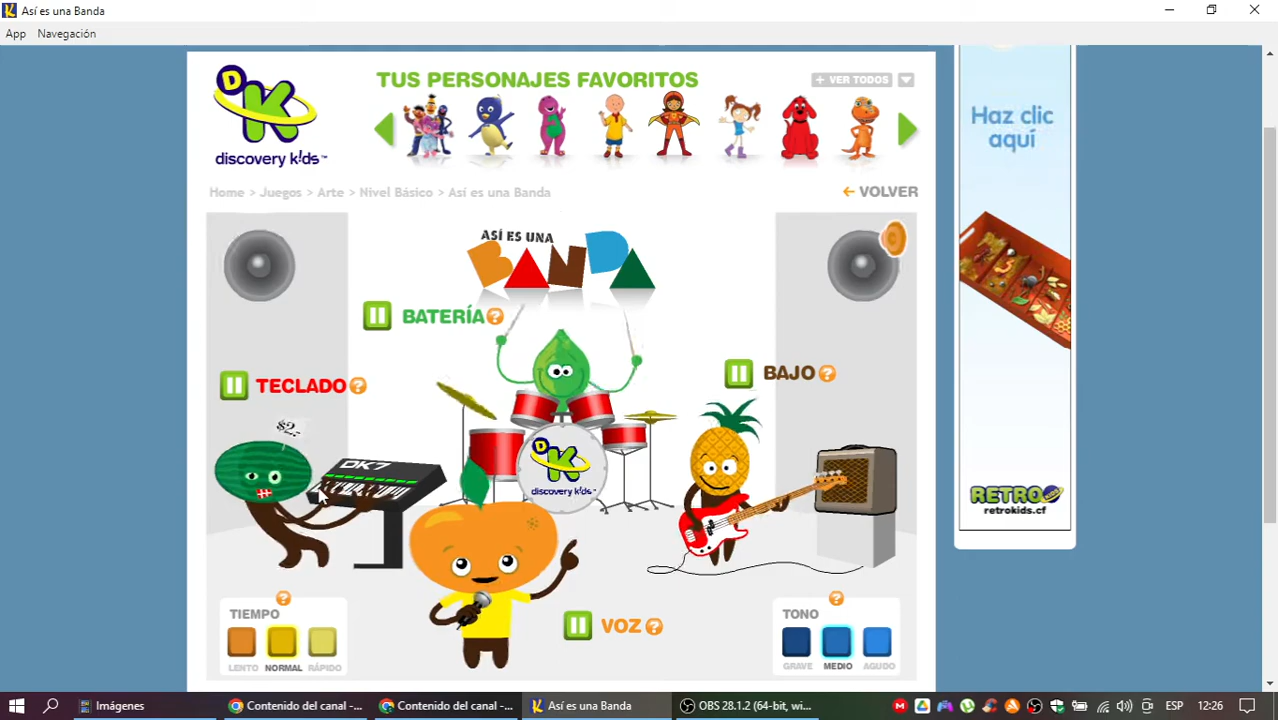 Así es una Banda
App Navegación
D
K
discovery kids™
TUS PERSONAJES FAVORITOS
+ VER TODOS
Haz clic
aquí
Home > Juegos > Arte > Nivel Básico > Así es una Banda
← VOLVER
ASÍ ES UNA
BANDA
BATERÍA ?
TECLADO ?
BAJO ?
$2.-
DK7
D
K
discovery kids™
RETRO
retrokids.cf
VOZ ?
?
TIEMPO
LENTO NORMAL RÁPIDO
?
TONO
GRAVE MEDIO AGUDO
Imágenes
Contenido del canal -...
Contenido del canal -...
Así es una Banda
OBS 28.1.2 (64-bit, wi...
ESP
12:26